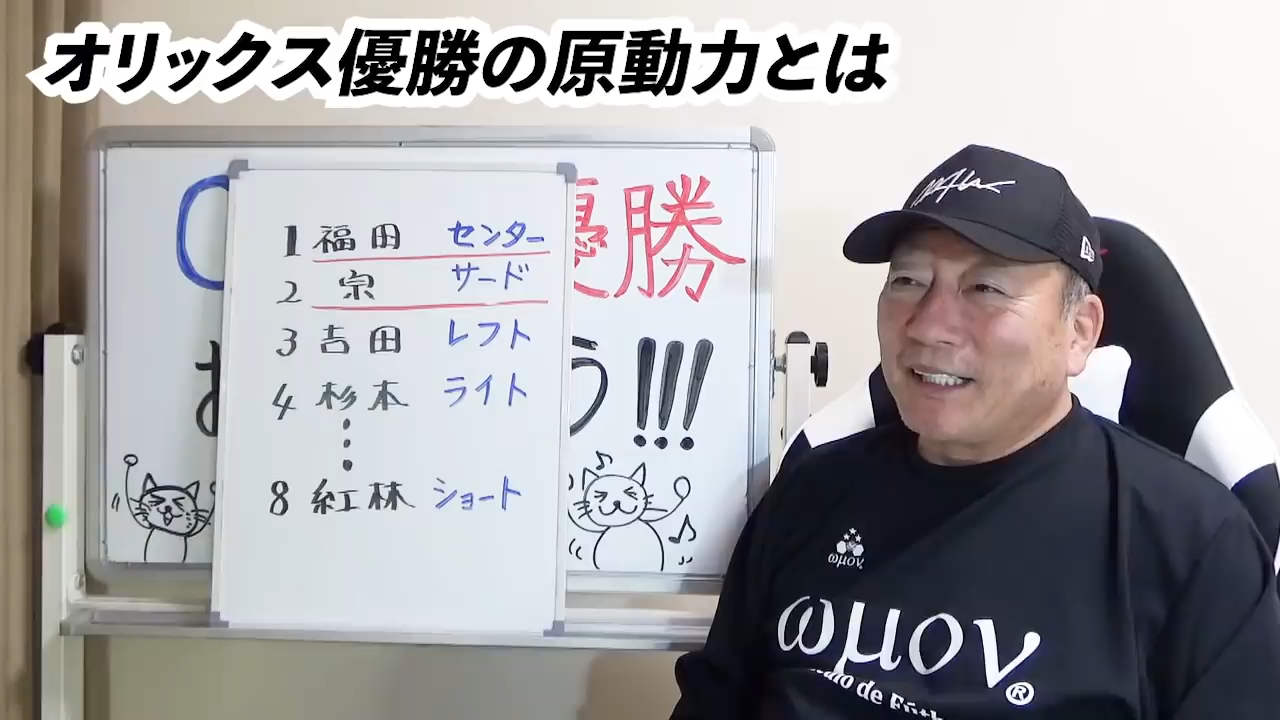 オリックス優勝の原動力とは
優勝
う!!!
1 福田 センター
2 宗 サード
3 吉田 レフト
4 杉本 ライト
8 紅林 ショート
ωμον
ωμον®
de